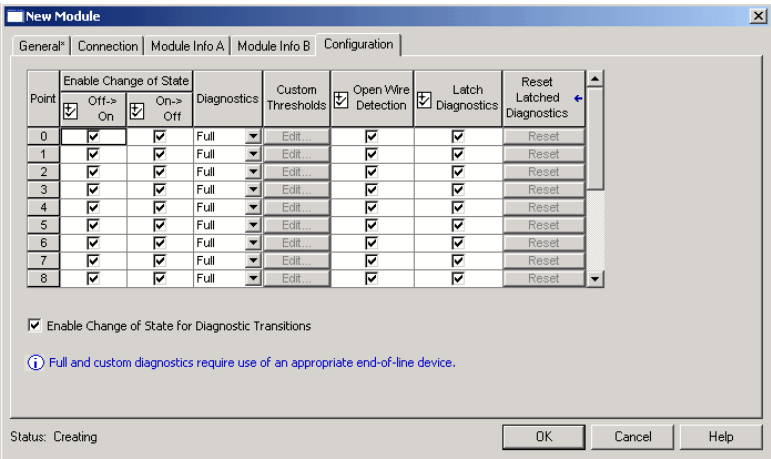 New Module
General* Connection Module Info A Module Info B Configuration
Point Enable Change of State Diagnostics Custom Thresholds Open Wire Detection Latch Diagnostics Reset Latched Diagnostics
Off-> On On-> Off
0 Full Edit... Reset
1 Full Edit... Reset
2 Full Edit... Reset
3 Full Edit... Reset
4 Full Edit... Reset
5 Full Edit... Reset
6 Full Edit... Reset
7 Full Edit... Reset
8 Full Edit... Reset
Enable Change of State for Diagnostic Transitions
Full and custom diagnostics require use of an appropriate end-of-line device.
Status: Creating OK Cancel Help